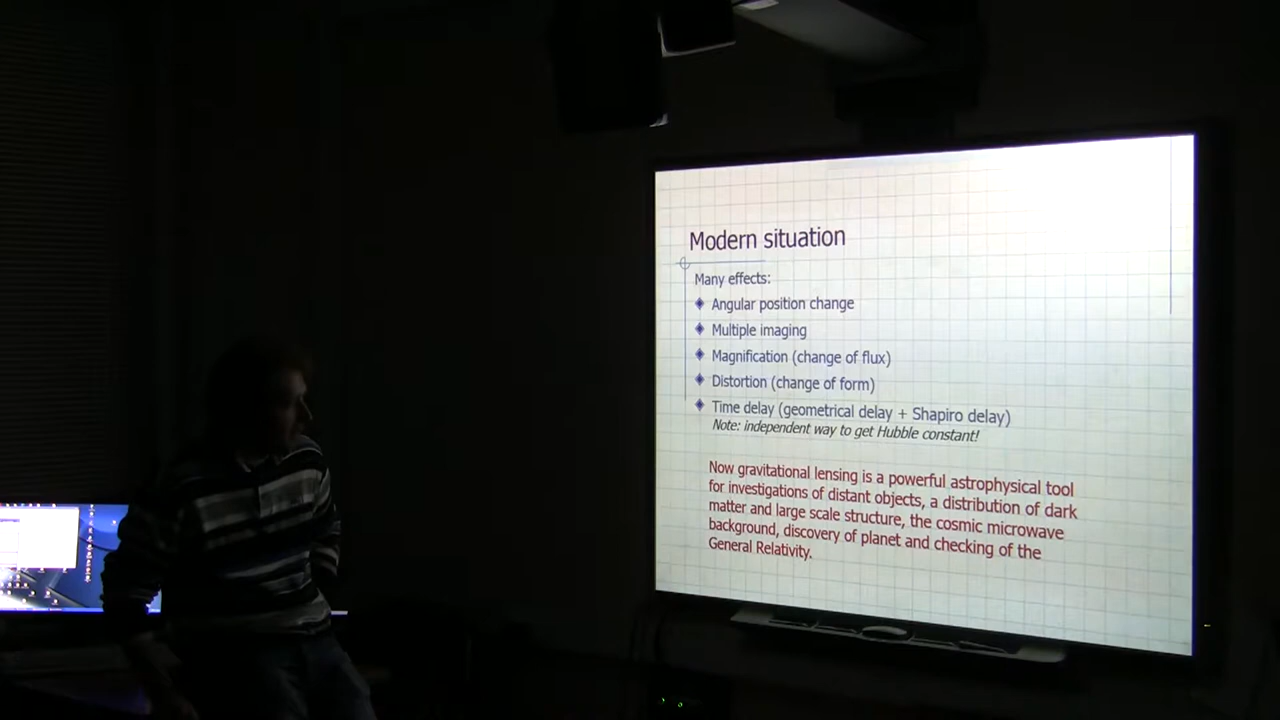 Modern situation
Many effects:
Angular position change
Multiple imaging
Magnification (change of flux)
Distortion (change of form)
Time delay (geometrical delay + Shapiro delay)
Note: independent way to get Hubble constant!
Now gravitational lensing is a powerful astrophysical tool
for investigations of distant objects, a distribution of dark
matter and large scale structure, the cosmic microwave
background, discovery of planet and checking of the
General Relativity.